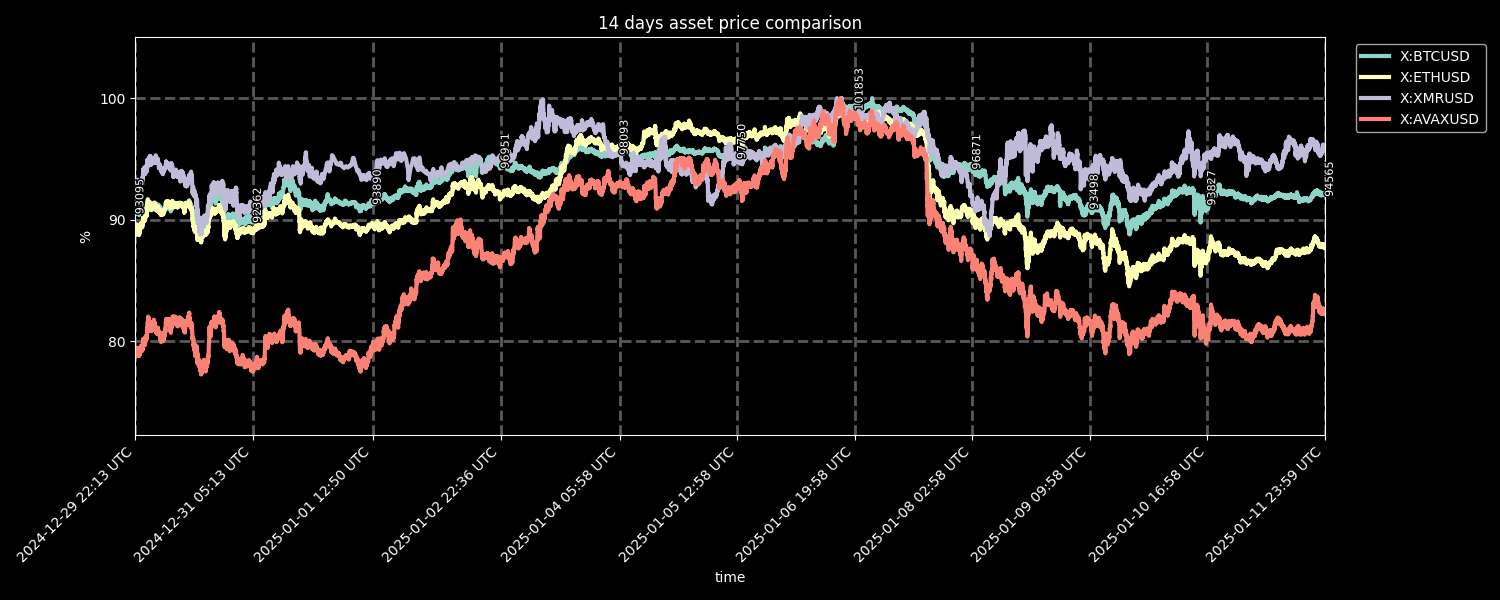 14 days asset price comparison
X:BTCUSD
X:ETHUSD
X:XMRUSD
X:AVAXUSD
100
90
80
%
93095
92362
93890
96951
98093
97750
101853
96871
93498
93827
94565
2024-12-29 22:13 UTC
2024-12-31 05:13 UTC
2025-01-01 12:50 UTC
2025-01-02 22:36 UTC
2025-01-04 05:58 UTC
2025-01-05 12:58 UTC
2025-01-06 19:58 UTC
2025-01-08 02:58 UTC
2025-01-09 09:58 UTC
2025-01-10 16:58 UTC
2025-01-11 23:59 UTC
time